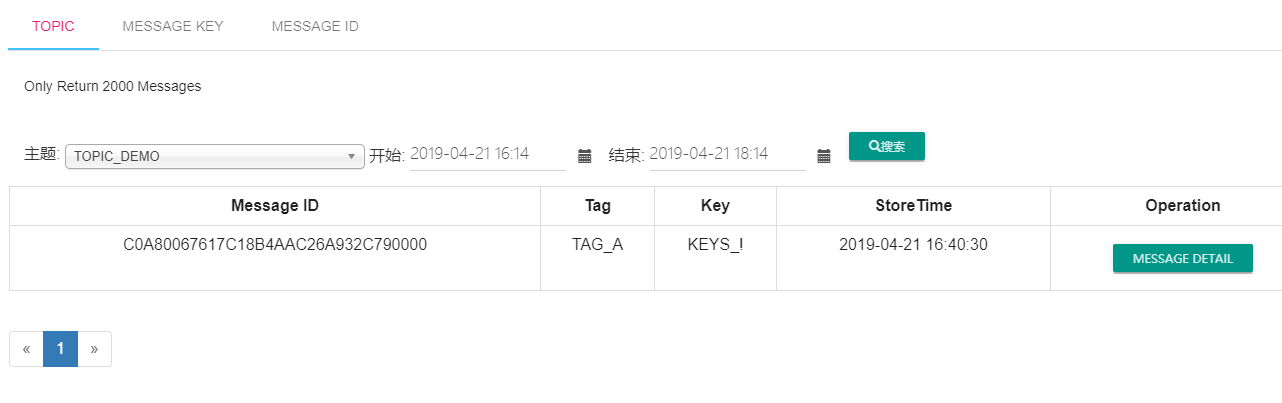 TOPIC MESSAGE KEY MESSAGE ID
Only Return 2000 Messages
主题: TOPIC_DEMO 开始: 2019-04-21 16:14 结束: 2019-04-21 18:14 搜索
Message ID Tag Key StoreTime Operation
C0A80067617C18B4AAC26A932C790000 TAG_A KEYS_! 2019-04-21 16:40:30 MESSAGE DETAIL
« 1 »